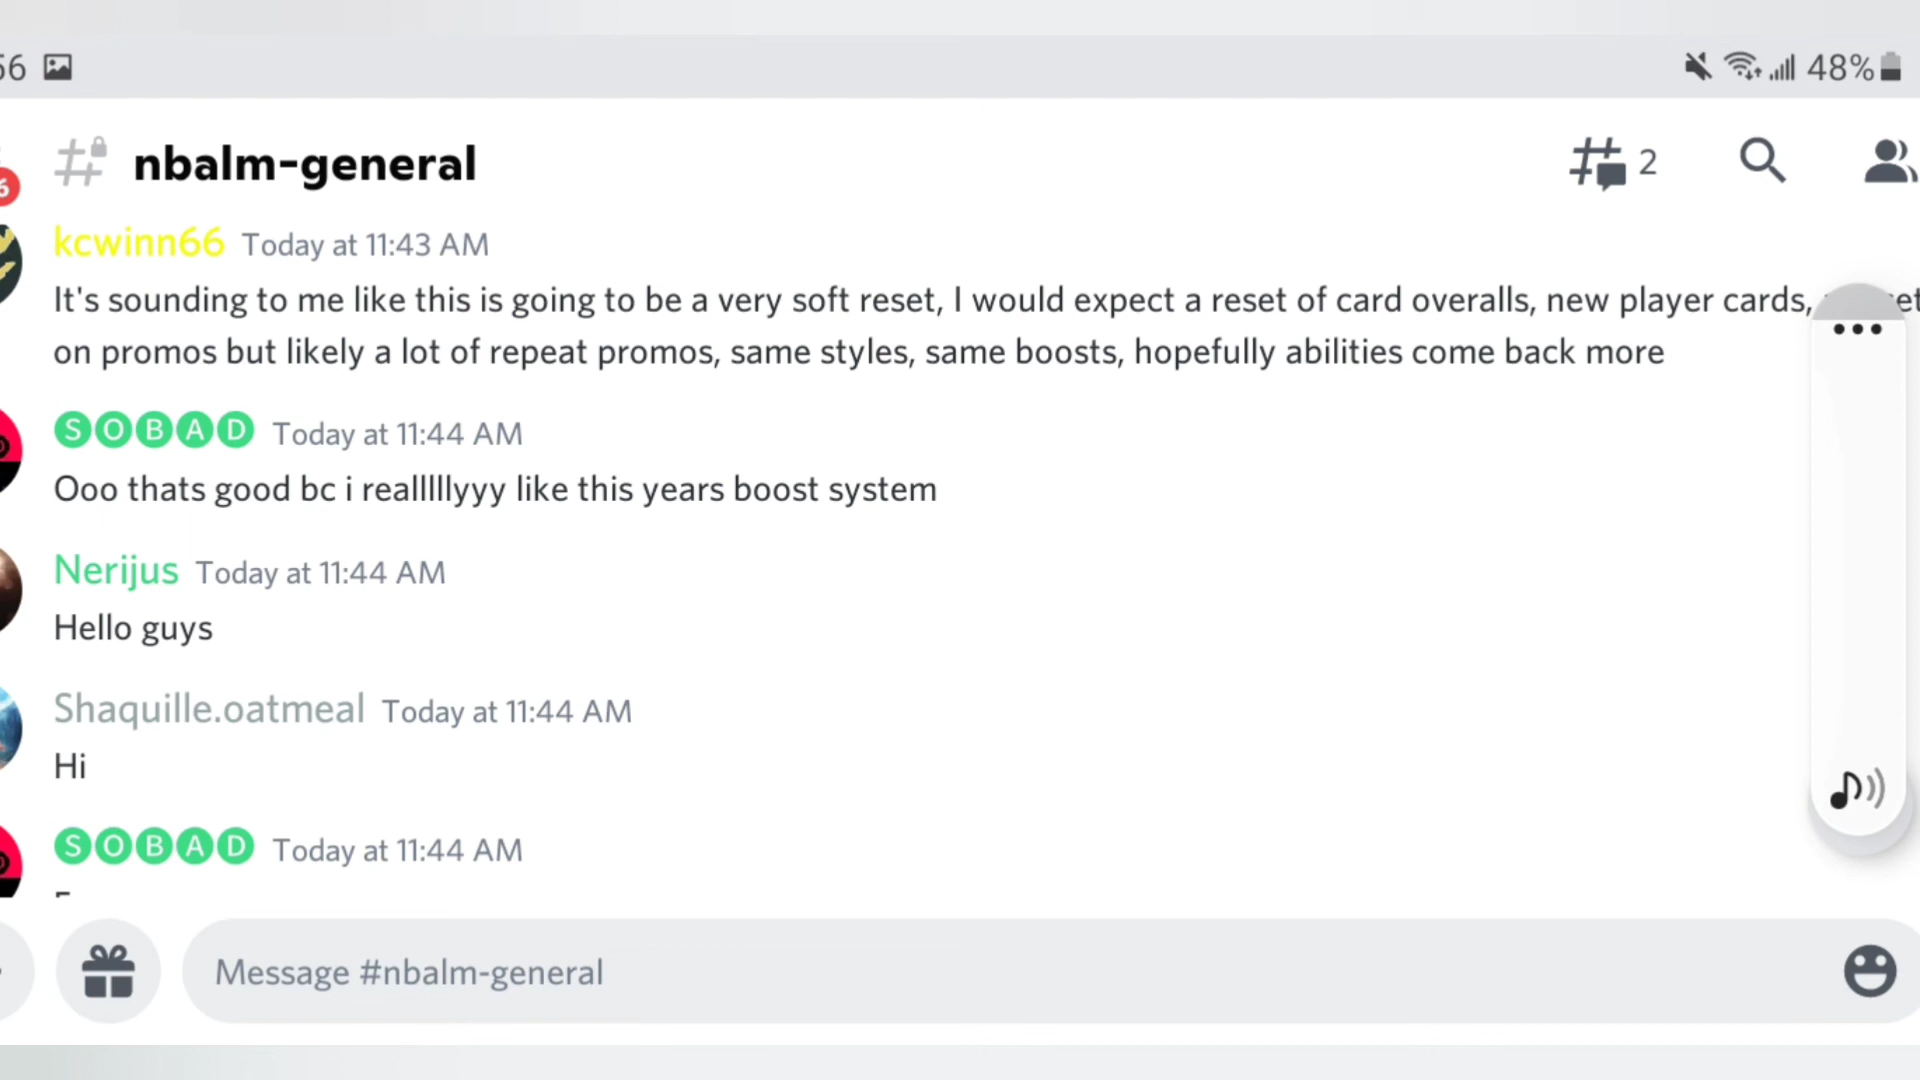 56 48%
nbalm-general 2
6
kcwinn66 Today at 11:43 AM
It's sounding to me like this is going to be a very soft reset, I would expect a reset of card overalls, new player cards,
on promos but likely a lot of repeat promos, same styles, same boosts, hopefully abilities come back more
SOBAD Today at 11:44 AM
Ooo thats good bc i realllllyyy like this years boost system
Nerijus Today at 11:44 AM
Hello guys
Shaquille.oatmeal Today at 11:44 AM
Hi
SOBAD Today at 11:44 AM
Message #nbalm-general